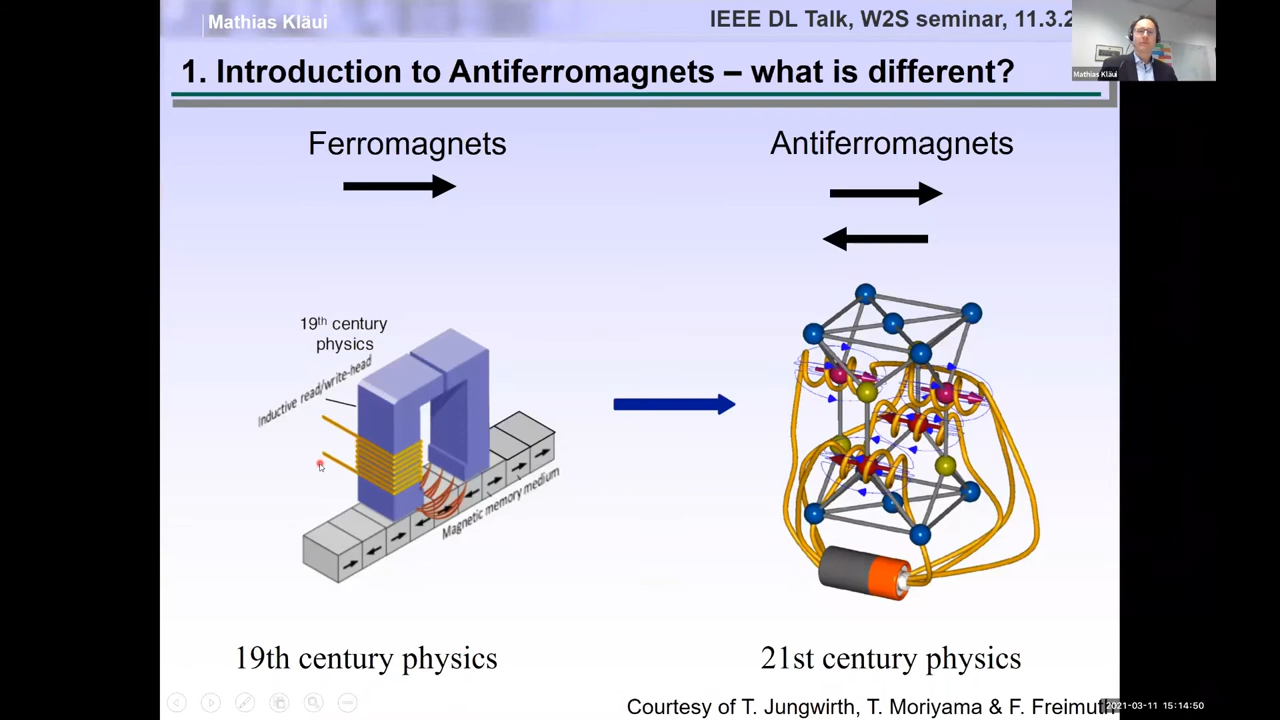 Mathias Kläui
IEEE DL Talk, W2S seminar, 11.3.2
Mathias Kläui
1. Introduction to Antiferromagnets – what is different?
Ferromagnets
Antiferromagnets
19th century
physics
Inductive read/write-head
Magnetic memory medium
19th century physics
21st century physics
Courtesy of T. Jungwirth, T. Moriyama & F. Freimuth
2021-03-11 15:14:50